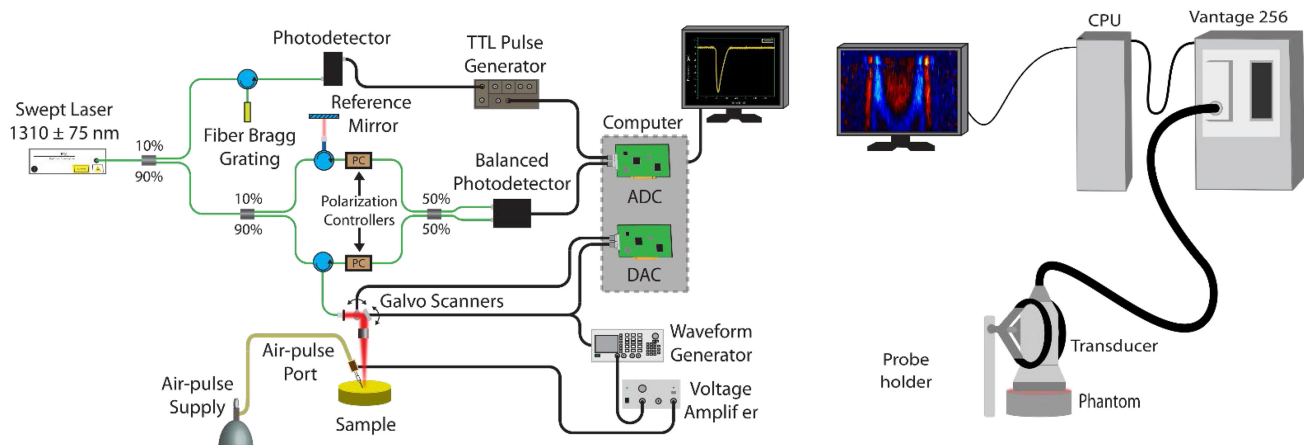 Photodetector
TTL Pulse
Generator
Swept Laser
1310 ± 75 nm
10%
90%
Fiber Bragg
Grating
Reference
Mirror
Computer
PC
10%
90%
Polarization
Controllers
50%
50%
Balanced
Photodetector
ADC
PC
DAC
Galvo Scanners
Air-pulse
Port
Air-pulse
Supply
Sample
Waveform
Generator
Voltage
Amplif er
CPU
Vantage 256
Probe
holder
Transducer
Phantom